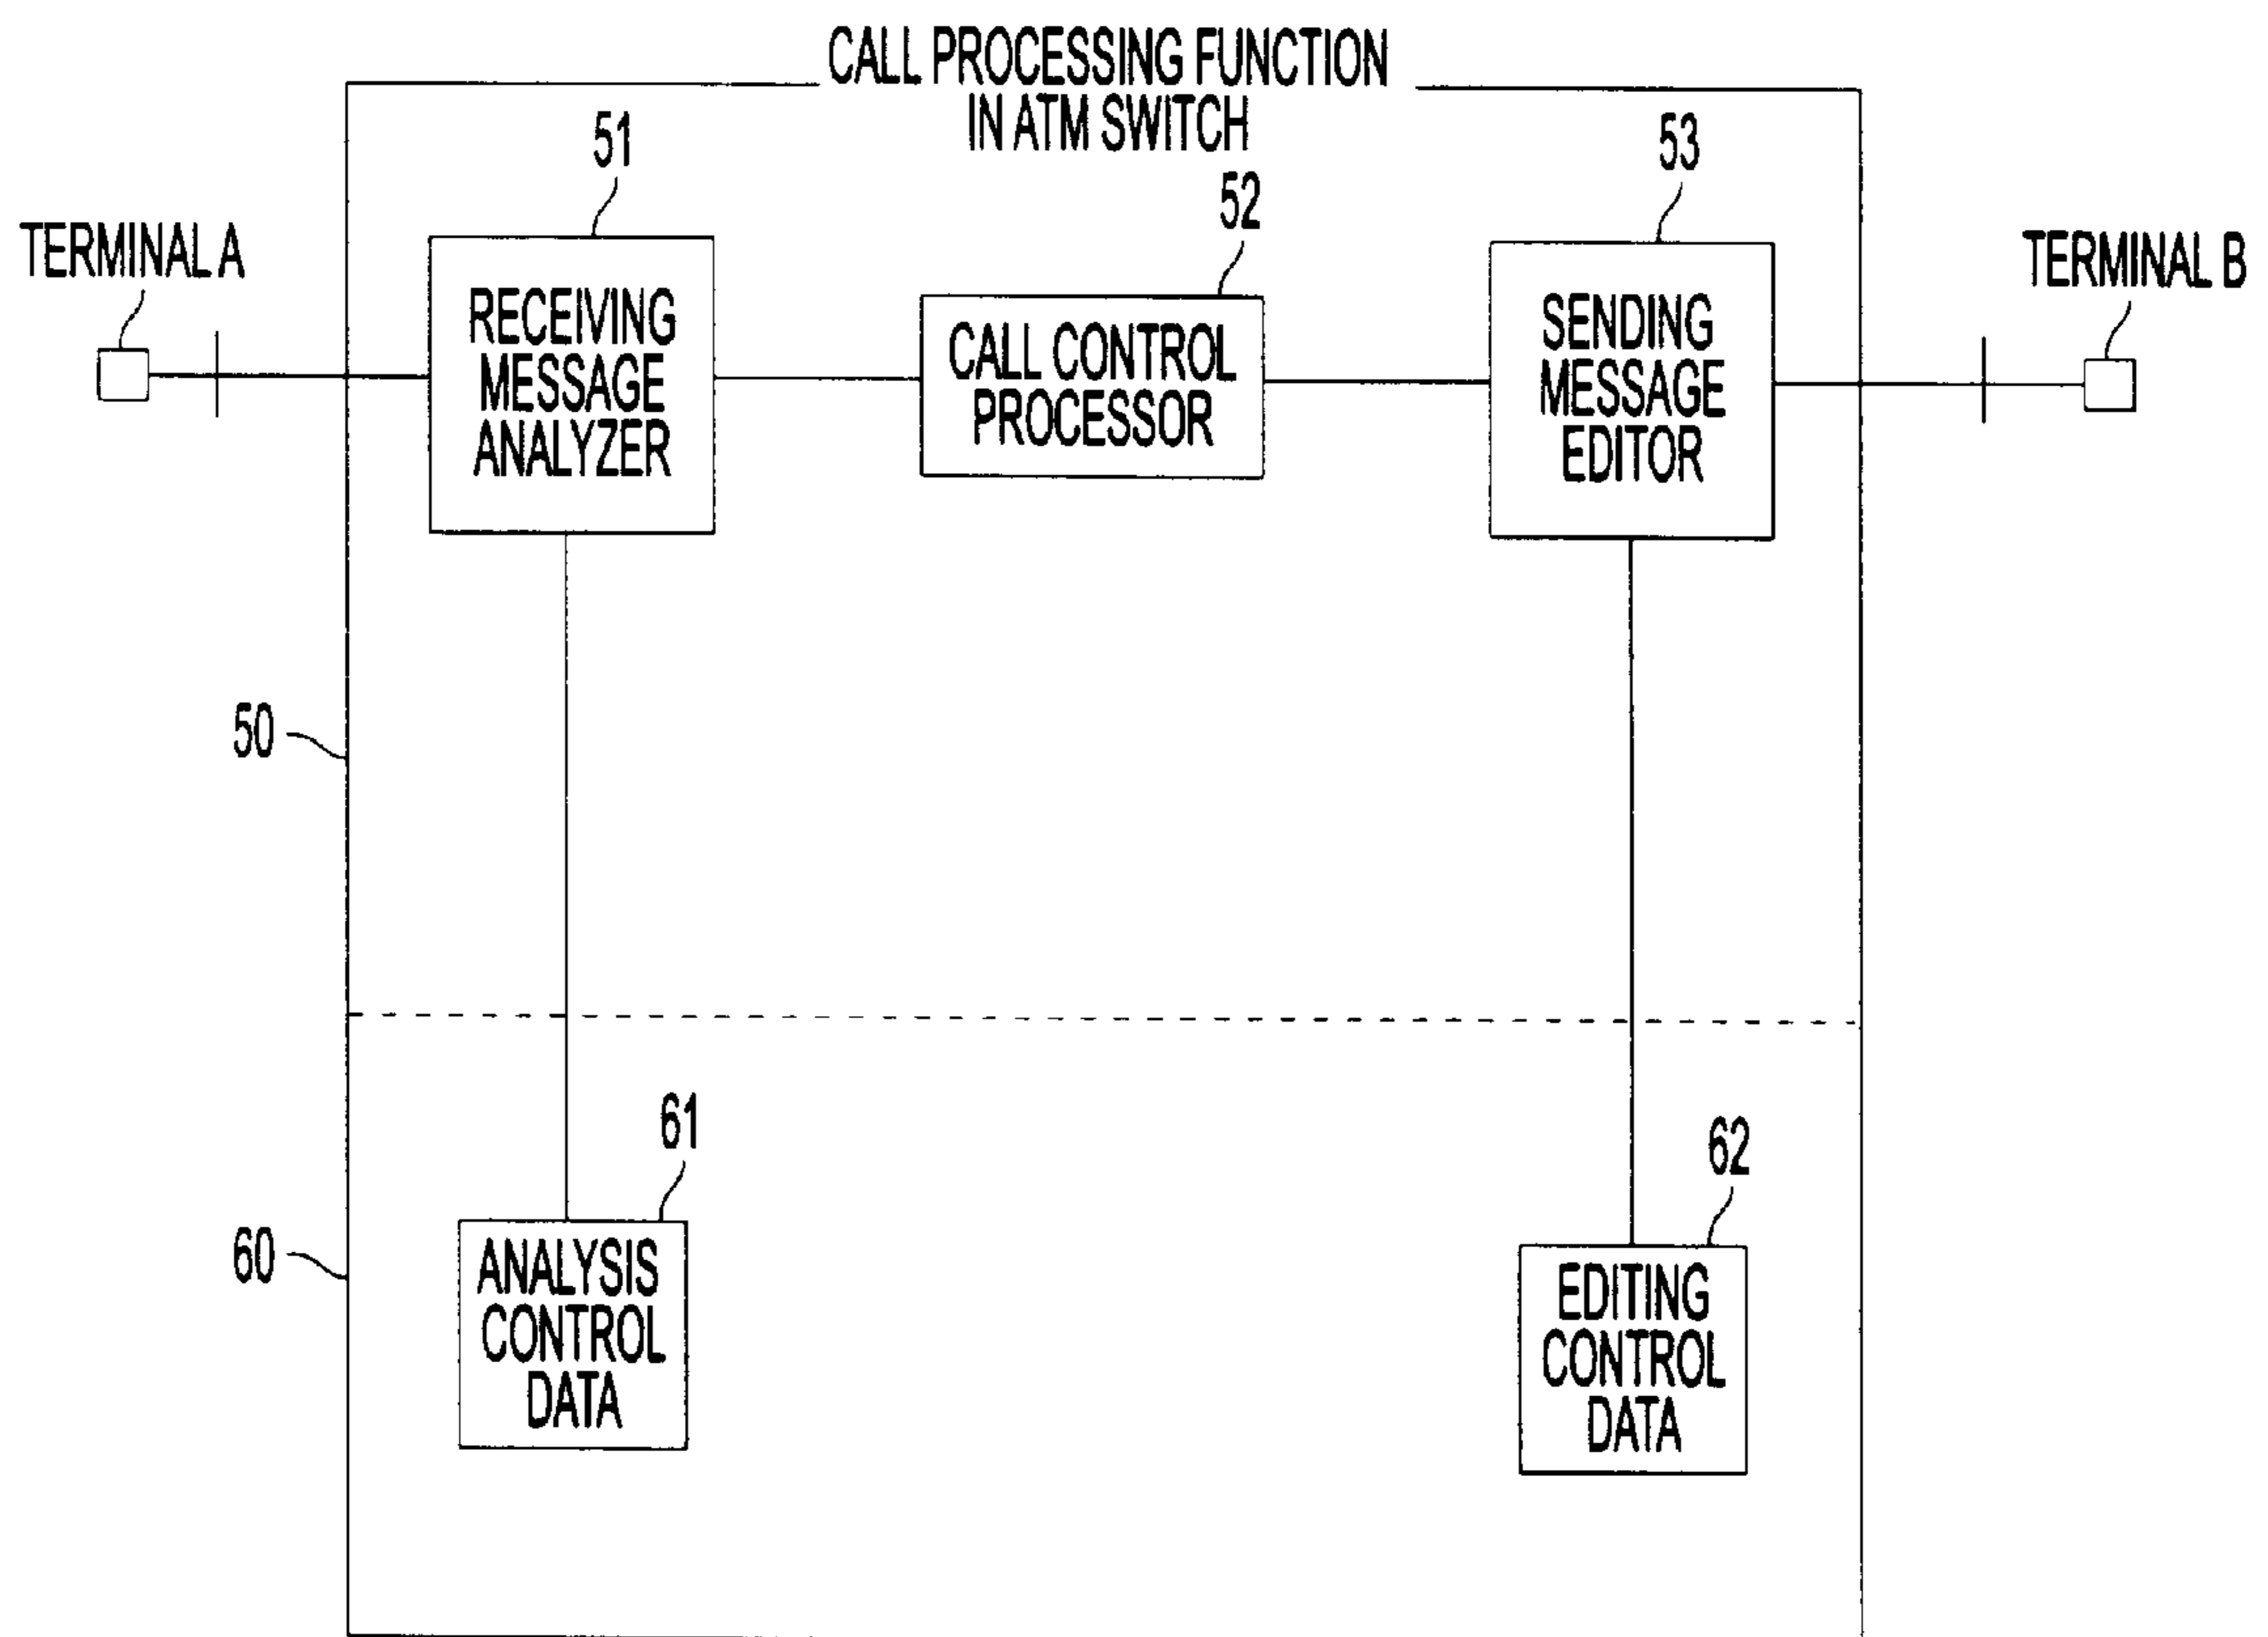 CALL PROCESSING FUNCTION
IN ATM SWITCH
51
52
53
TERMINAL A
TERMINAL B
RECEIVING
MESSAGE
ANALYZER
CALL CONTROL
PROCESSOR
SENDING
MESSAGE
EDITOR
50
60
61
62
ANALYSIS
CONTROL
DATA
EDITING
CONTROL
DATA